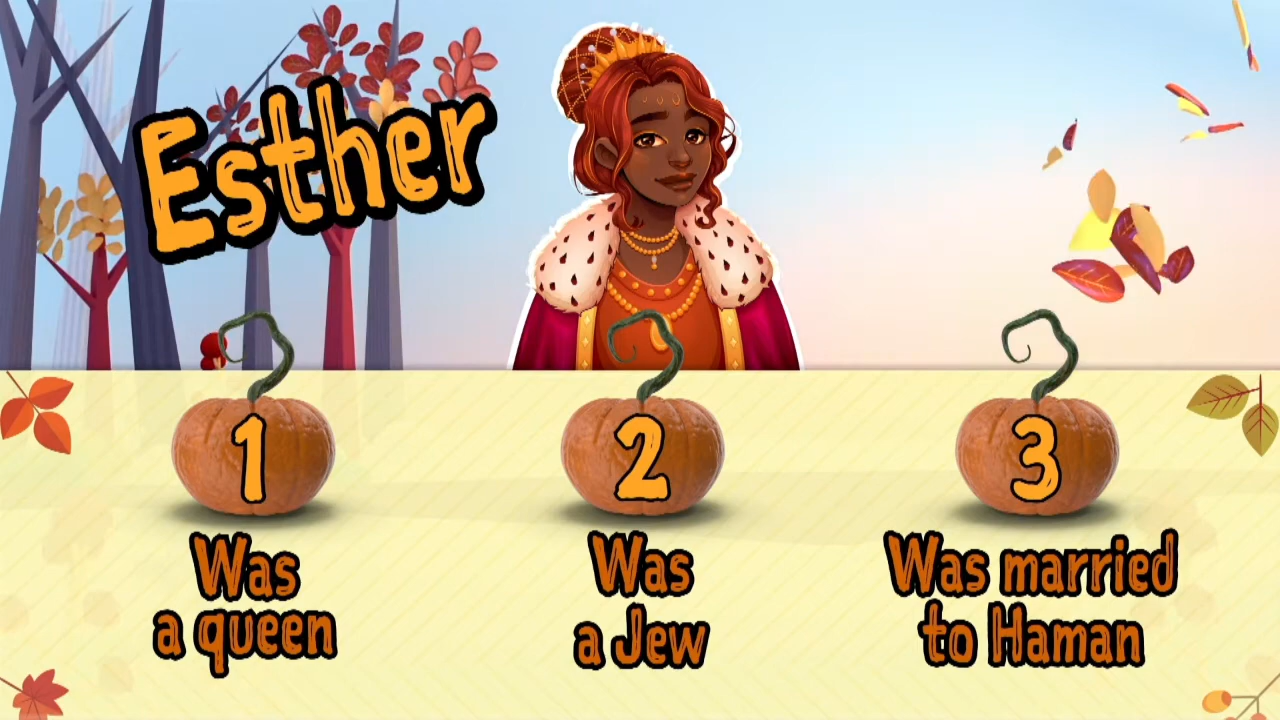 Esther
1
2
3
Was
a queen
Was
a Jew
Was married
to Haman